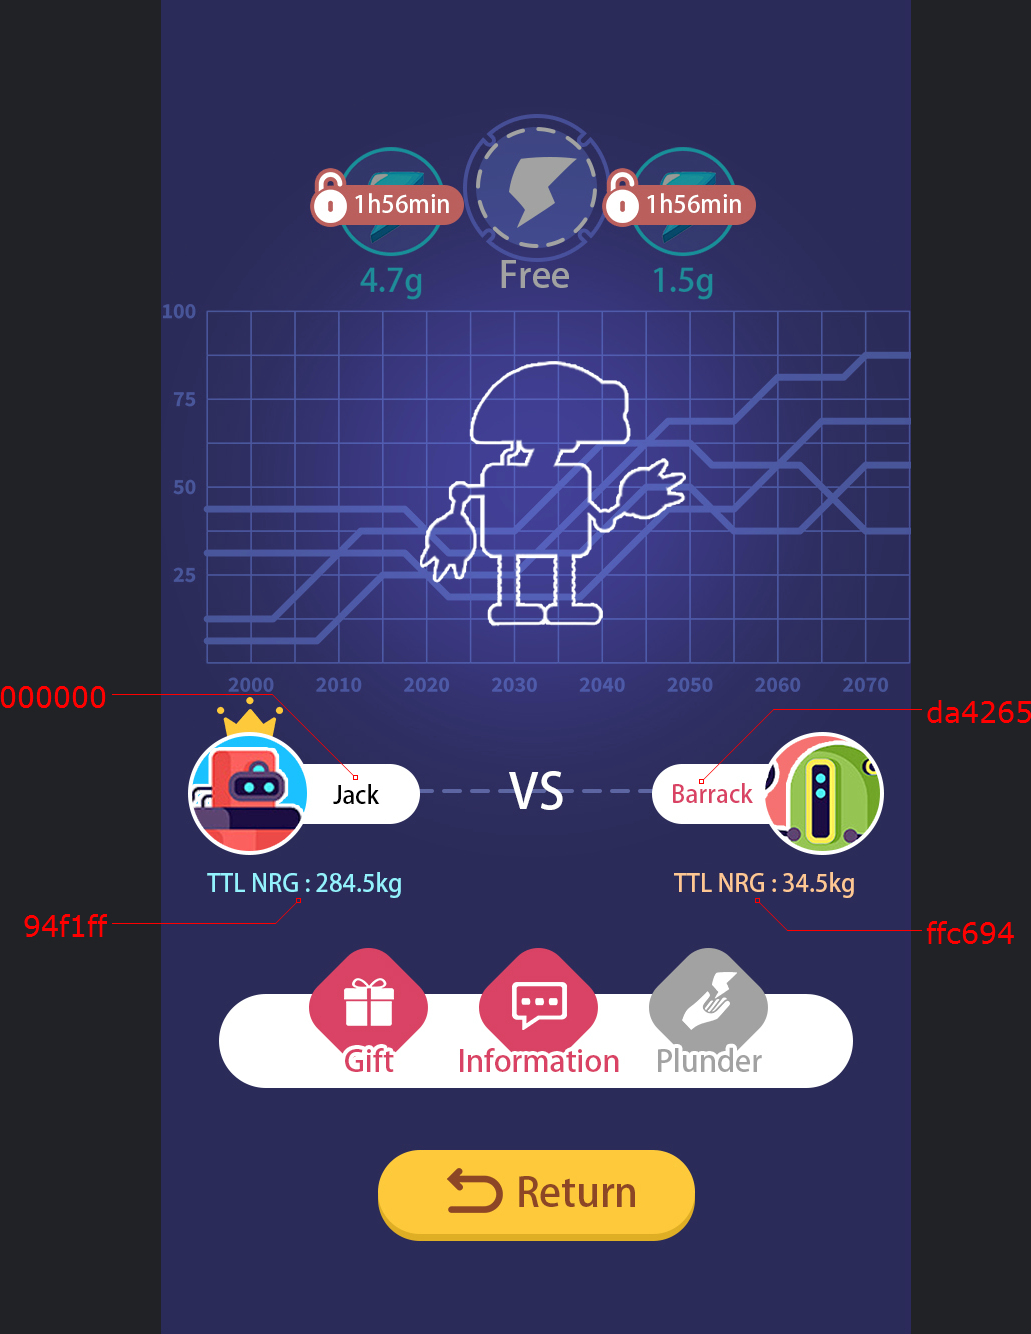 1h56min
1h56min
4.7g
Free
1.5g
100
75
50
25
2000 2010 2020 2030 2040 2050 2060 2070
000000
da4265
Jack
VS
Barrack
TTL NRG : 284.5kg
TTL NRG : 34.5kg
94f1ff
ffc694
Gift
Information
Plunder
Return